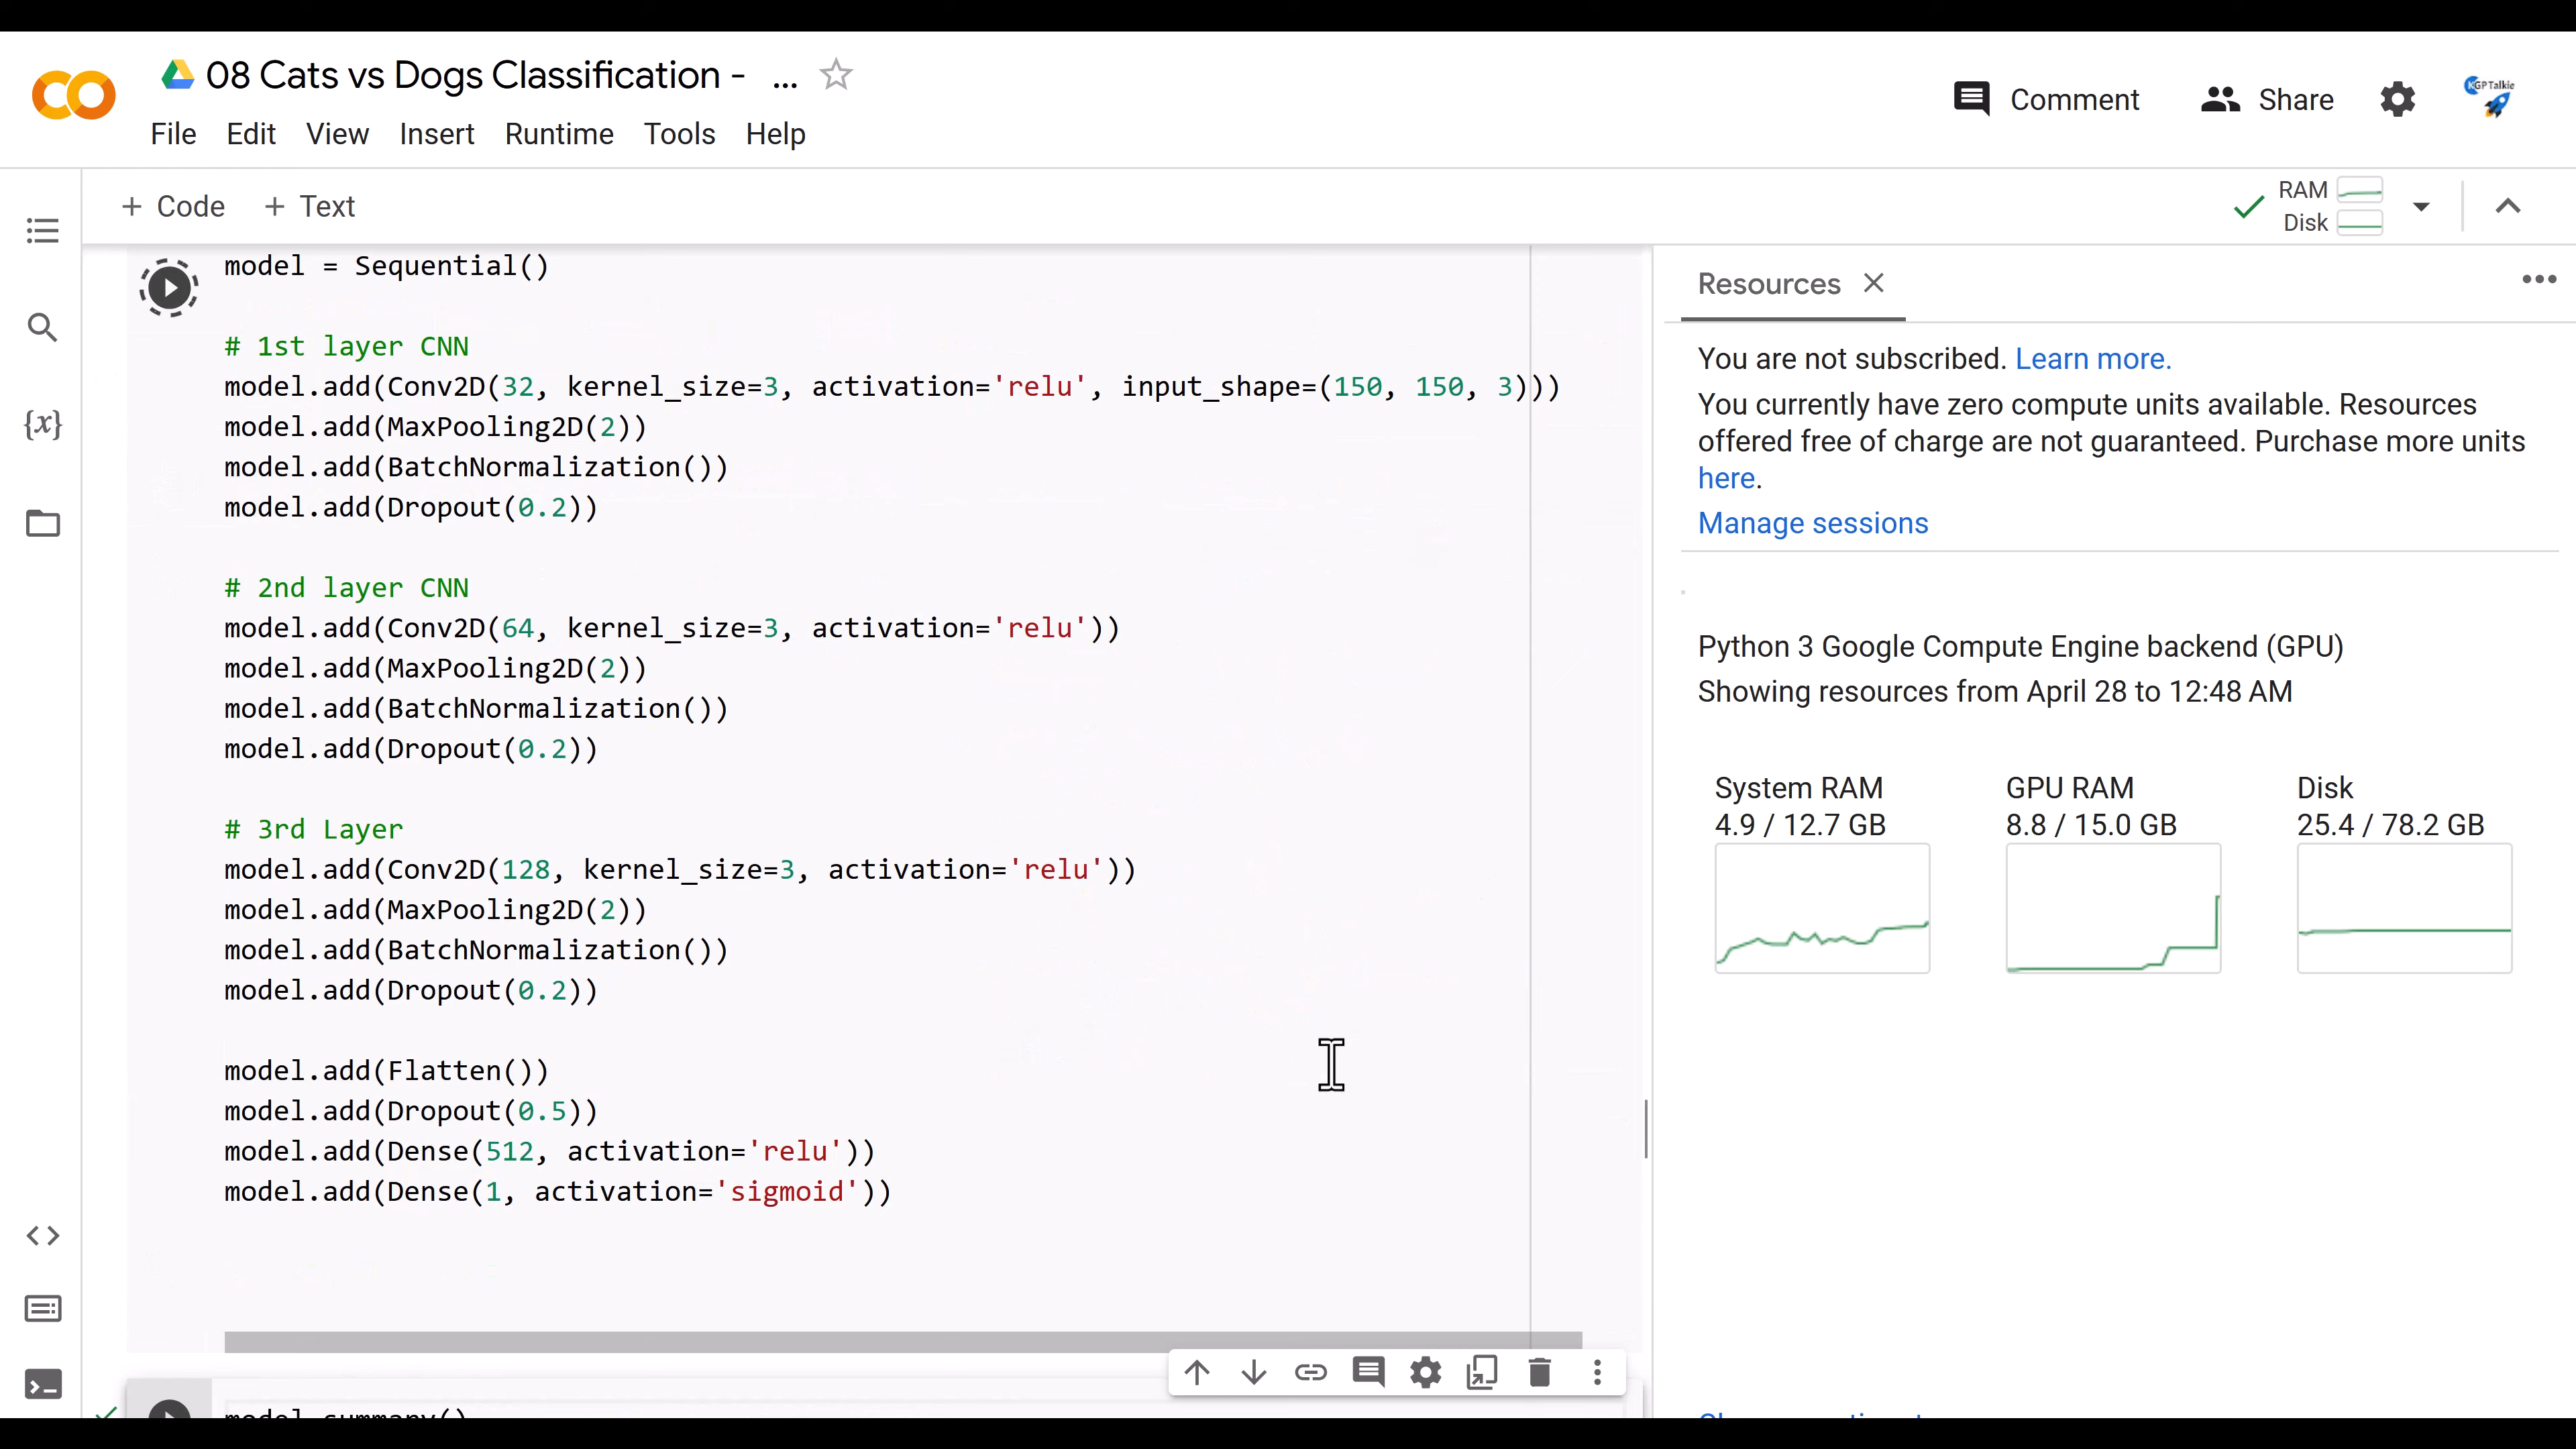 08 Cats vs Dogs Classification - ...
File Edit View Insert Runtime Tools Help
Comment
Share
KGPTalkie
+ Code + Text
RAM
Disk
model = Sequential()
# 1st layer CNN
model.add(Conv2D(32, kernel_size=3, activation='relu', input_shape=(150, 150, 3)))
model.add(MaxPooling2D(2))
model.add(BatchNormalization())
model.add(Dropout(0.2))
# 2nd layer CNN
model.add(Conv2D(64, kernel_size=3, activation='relu'))
model.add(MaxPooling2D(2))
model.add(BatchNormalization())
model.add(Dropout(0.2))
# 3rd Layer
model.add(Conv2D(128, kernel_size=3, activation='relu'))
model.add(MaxPooling2D(2))
model.add(BatchNormalization())
model.add(Dropout(0.2))
model.add(Flatten())
model.add(Dropout(0.5))
model.add(Dense(512, activation='relu'))
model.add(Dense(1, activation='sigmoid'))
model.summary()
Resources
You are not subscribed. Learn more.
You currently have zero compute units available. Resources
offered free of charge are not guaranteed. Purchase more units
here.
Manage sessions
Python 3 Google Compute Engine backend (GPU)
Showing resources from April 28 to 12:48 AM
System RAM
4.9 / 12.7 GB
GPU RAM
8.8 / 15.0 GB
Disk
25.4 / 78.2 GB